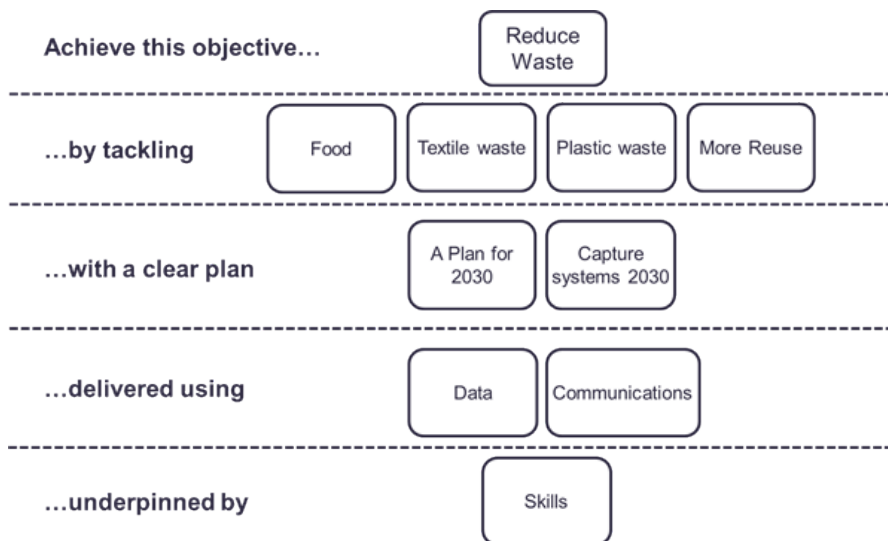 Achieve this objective…
Reduce
Waste
…by tackling
Food
Textile waste
Plastic waste
More Reuse
…with a clear plan
A Plan for
2030
Capture
systems 2030
…delivered using
Data
Communications
…underpinned by
Skills